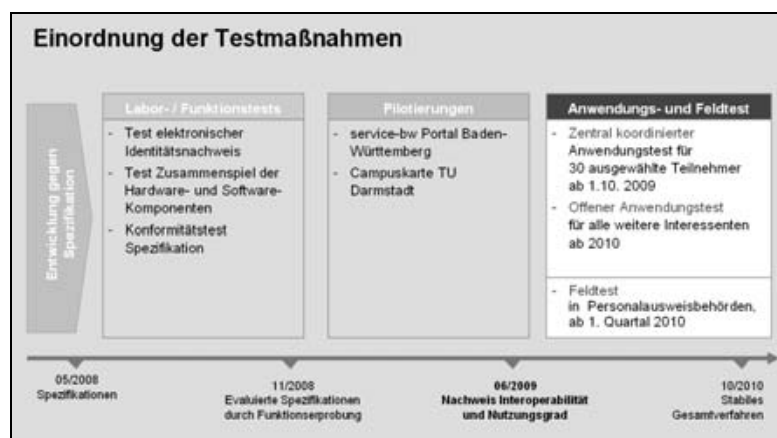 Einordnung der Testmaßnahmen
Entwicklung gegen
Spezifikation
Labor- / Funktionstests
- Test elektronischer
Identitätsnachweis
- Test Zusammenspiel der
Hardware- und Software-
Komponenten
- Konformitätstest
Spezifikation
Pilotierungen
- service-bw Portal Baden-
Württemberg
- Campuskarte TU
Darmstadt
Anwendungs- und Feldtest
- Zentral koordinierter
Anwendungstest für
30 ausgewählte Teilnehmer
ab 1.10. 2009
- Offener Anwendungstest
für alle weitere Interessenten
ab 2010
- Feldtest
in Personalausweisbehörden,
ab 1. Quartal 2010
05/2008
Spezifikationen
11/2008
Evaluierte Spezifikationen
durch Funktionserprobung
06/2009
Nachweis Interoperabilität
und Nutzungsgrad
10/2010
Stabiles
Gesamtverfahren